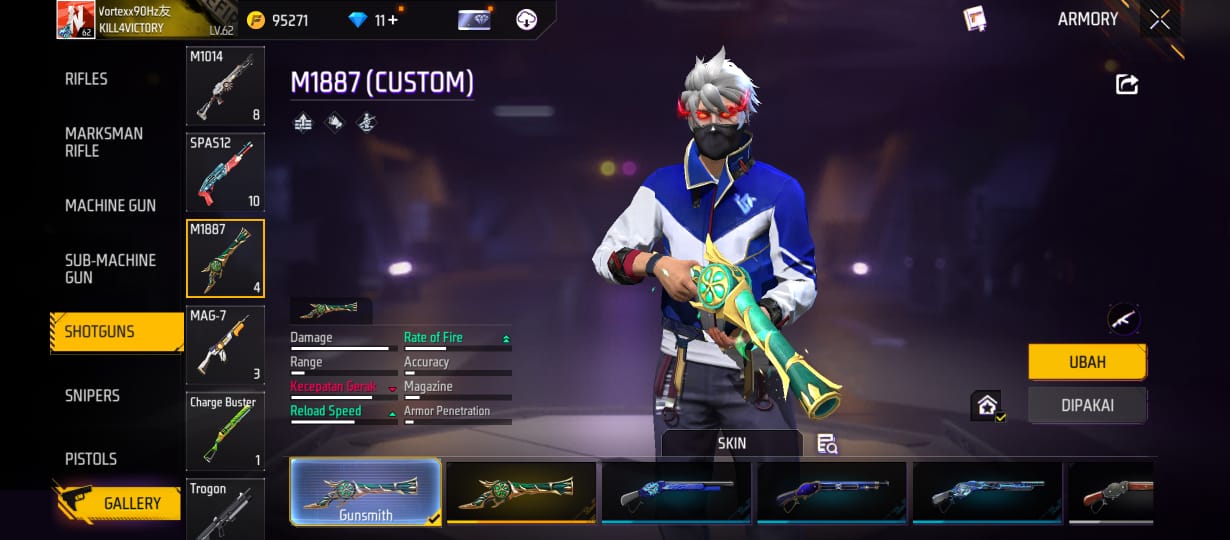 Vortexx90Hz友
KILL4VICTORY
62
LV.62
95271
11+
ARMORY
RIFLES
MARKSMAN
RIFLE
MACHINE GUN
SUB-MACHINE
GUN
SHOTGUNS
SNIPERS
PISTOLS
GALLERY
M1014
8
SPAS12
10
M1887
4
MAG-7
3
Charge Buster
1
Trogon
M1887 (CUSTOM)
Damage
Rate of Fire
Range
Accuracy
Kecepatan Gerak
Magazine
Reload Speed
Armor Penetration
UBAH
DIPAKAI
SKIN
Gunsmith